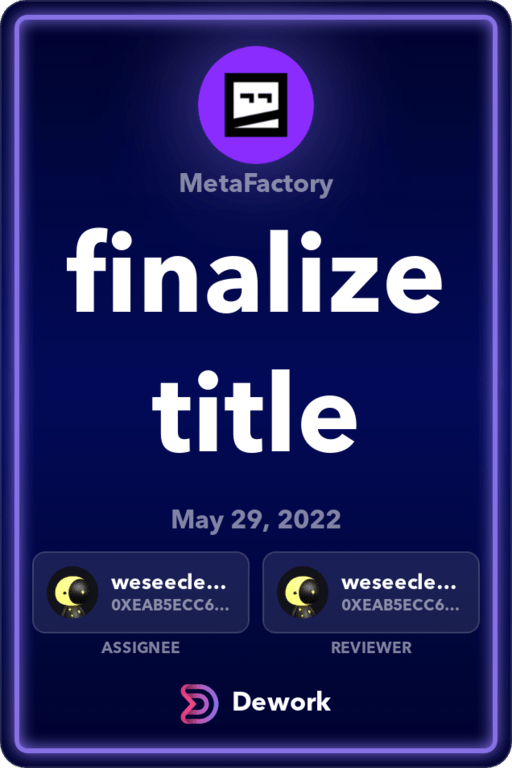 MetaFactory
finalize
title
May 29, 2022
weseecle... weseecle...
0XEAB5ECC6... 0XEAB5ECC6...
ASSIGNEE REVIEWER
Dework